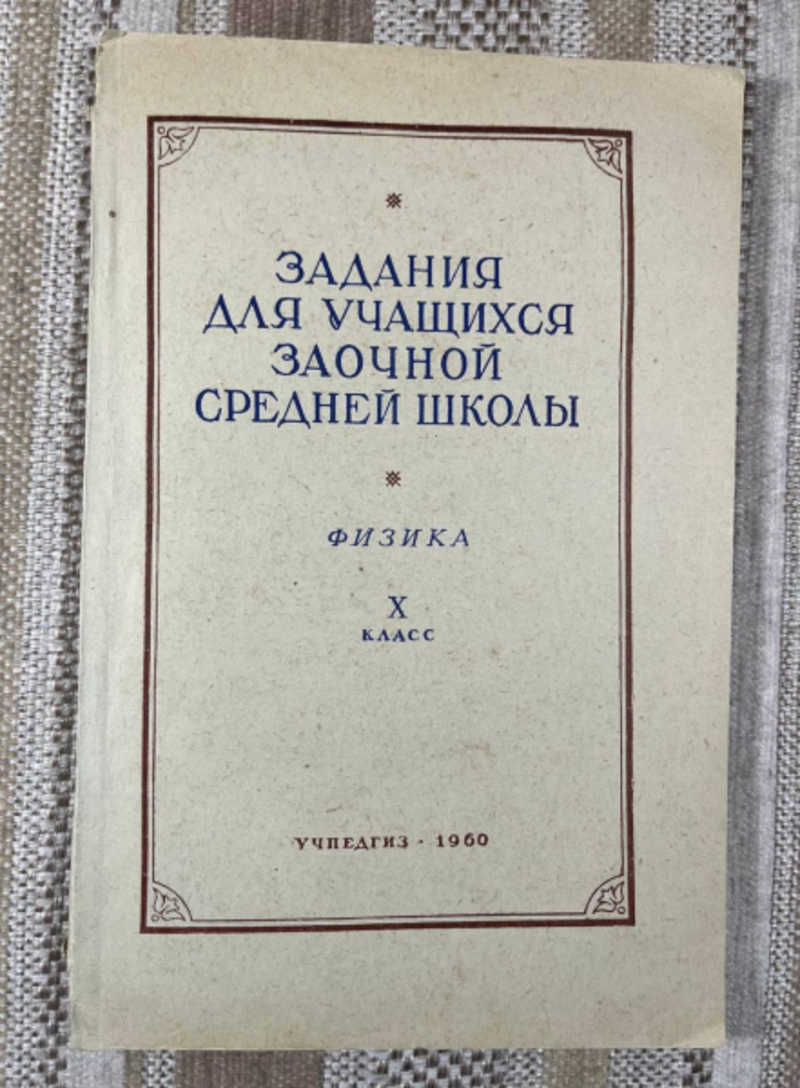 ЗАДАНИЯ
ДЛЯ УЧАЩИХСЯ
ЗАОЧНОЙ
СРЕДНЕЙ ШКОЛЫ
ФИЗИКА
X
КЛАСС
УЧПЕДГИЗ · 1960